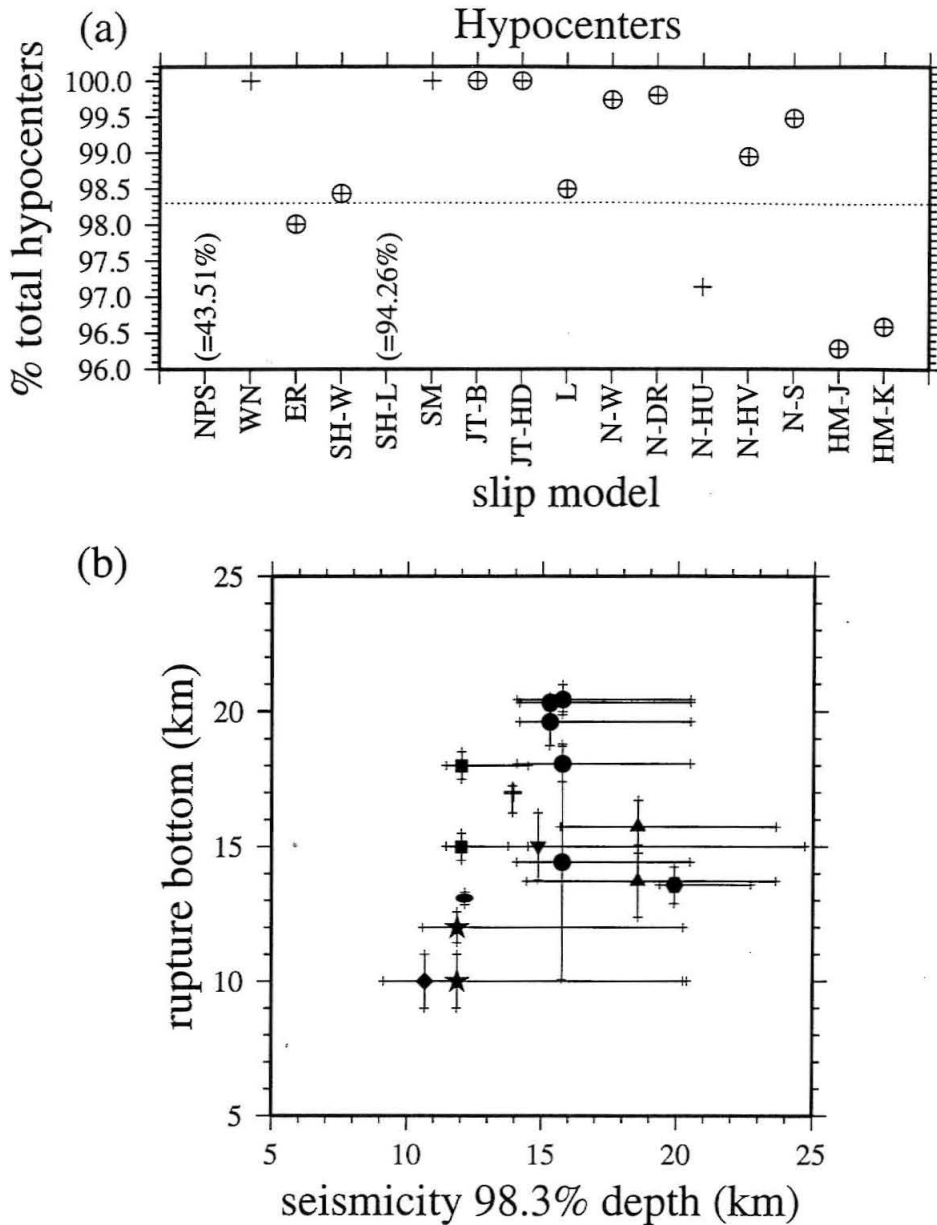 (a)
Hypocenters
% total hypocenters
100.0
99.5
99.0
98.5
98.0
97.5
97.0
96.5
96.0
(=43.51%)
(=94.26%)
NPS
WN
ER
SH-W
SH-L
SM
JT-B
JT-HD
L
N-W
N-DR
N-HU
N-HV
N-S
HM-J
HM-K
slip model
(b)
rupture bottom (km)
25
20
15
10
5
5
10
15
20
25
seismicity 98.3% depth (km)